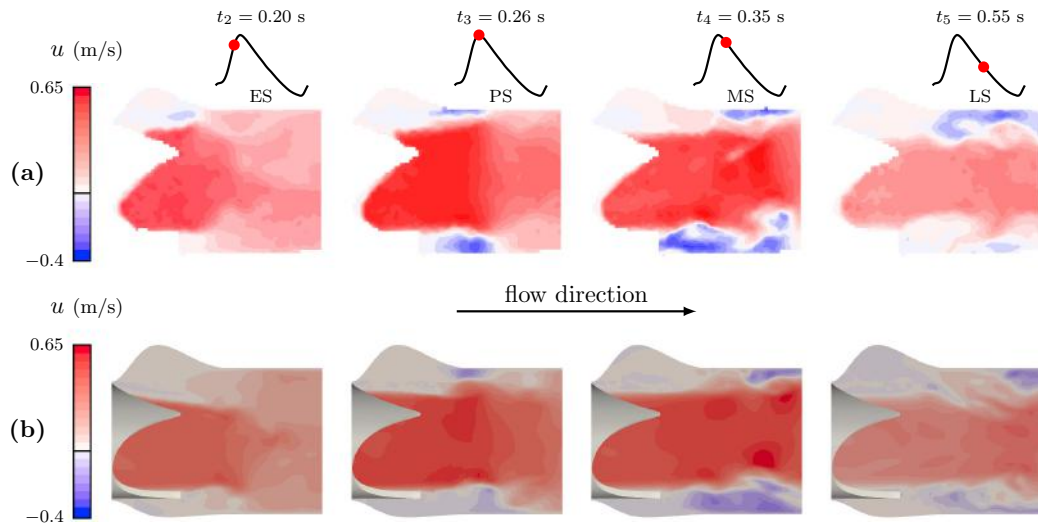 t₂ = 0.20 s
t₃ = 0.26 s
t₄ = 0.35 s
t₅ = 0.55 s
u (m/s)
0.65
ES
PS
MS
LS
(a)
−0.4
flow direction
u (m/s)
0.65
(b)
−0.4